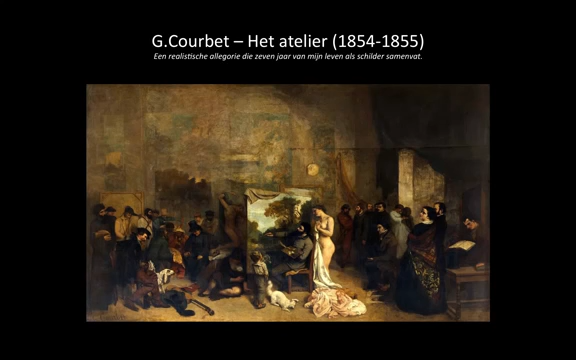 G.Courbet – Het atelier (1854-1855)
Een realistische allegorie die zeven jaar van mijn leven als schilder samenvat.